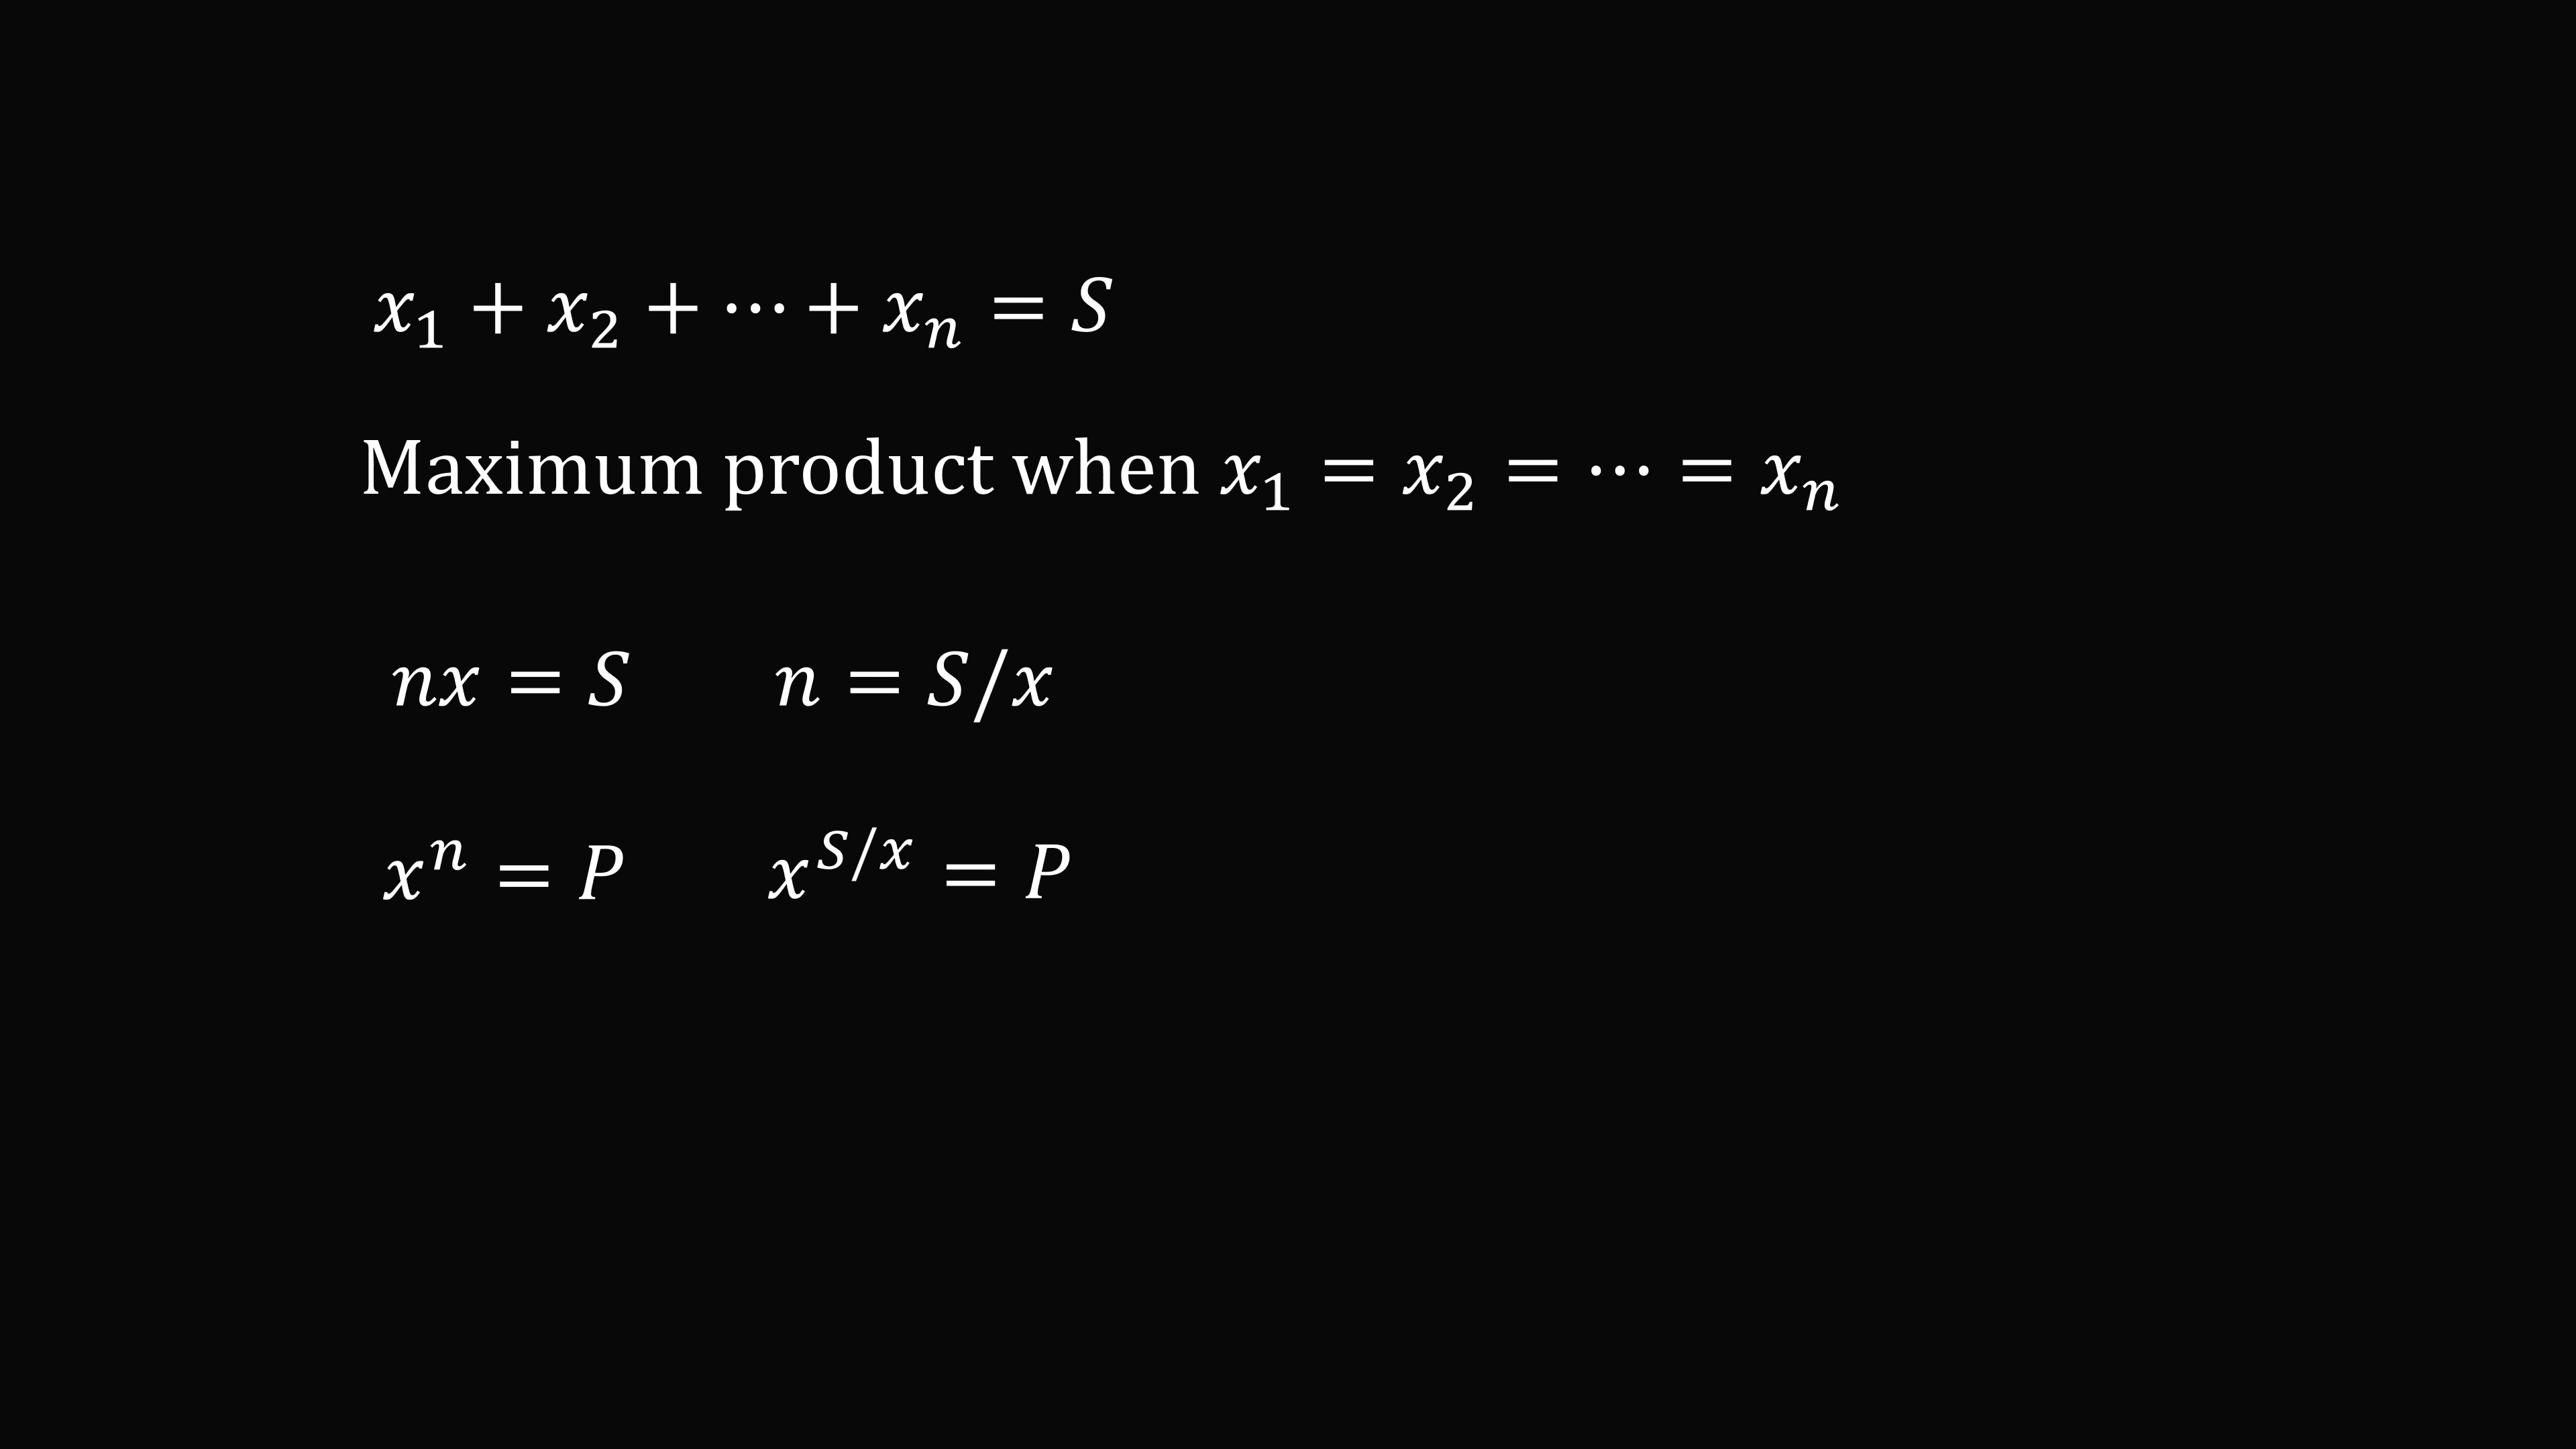 x₁ + x₂ + ⋯ + xₙ = S
Maximum product when x₁ = x₂ = ⋯ = xₙ
nx = S n = S/x
xⁿ = P x^{S/x} = P